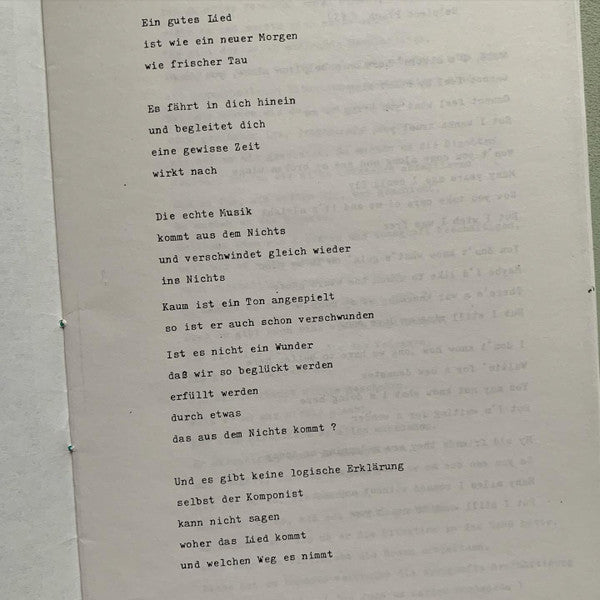 Ein gutes Lied
ist wie ein neuer Morgen
wie frischer Tau
Es fährt in dich hinein
und begleitet dich
eine gewisse Zeit
wirkt nach
Die echte Musik
kommt aus dem Nichts
und verschwindet gleich wieder
ins Nichts
Kaum ist ein Ton angespielt
so ist er auch schon verschwunden
Ist es nicht ein Wunder
daß wir so beglückt werden
erfüllt werden
durch etwas
das aus dem Nichts kommt ?
Und es gibt keine logische Erklärung
selbst der Komponist
kann nicht sagen
woher das Lied kommt
und welchen Weg es nimmt